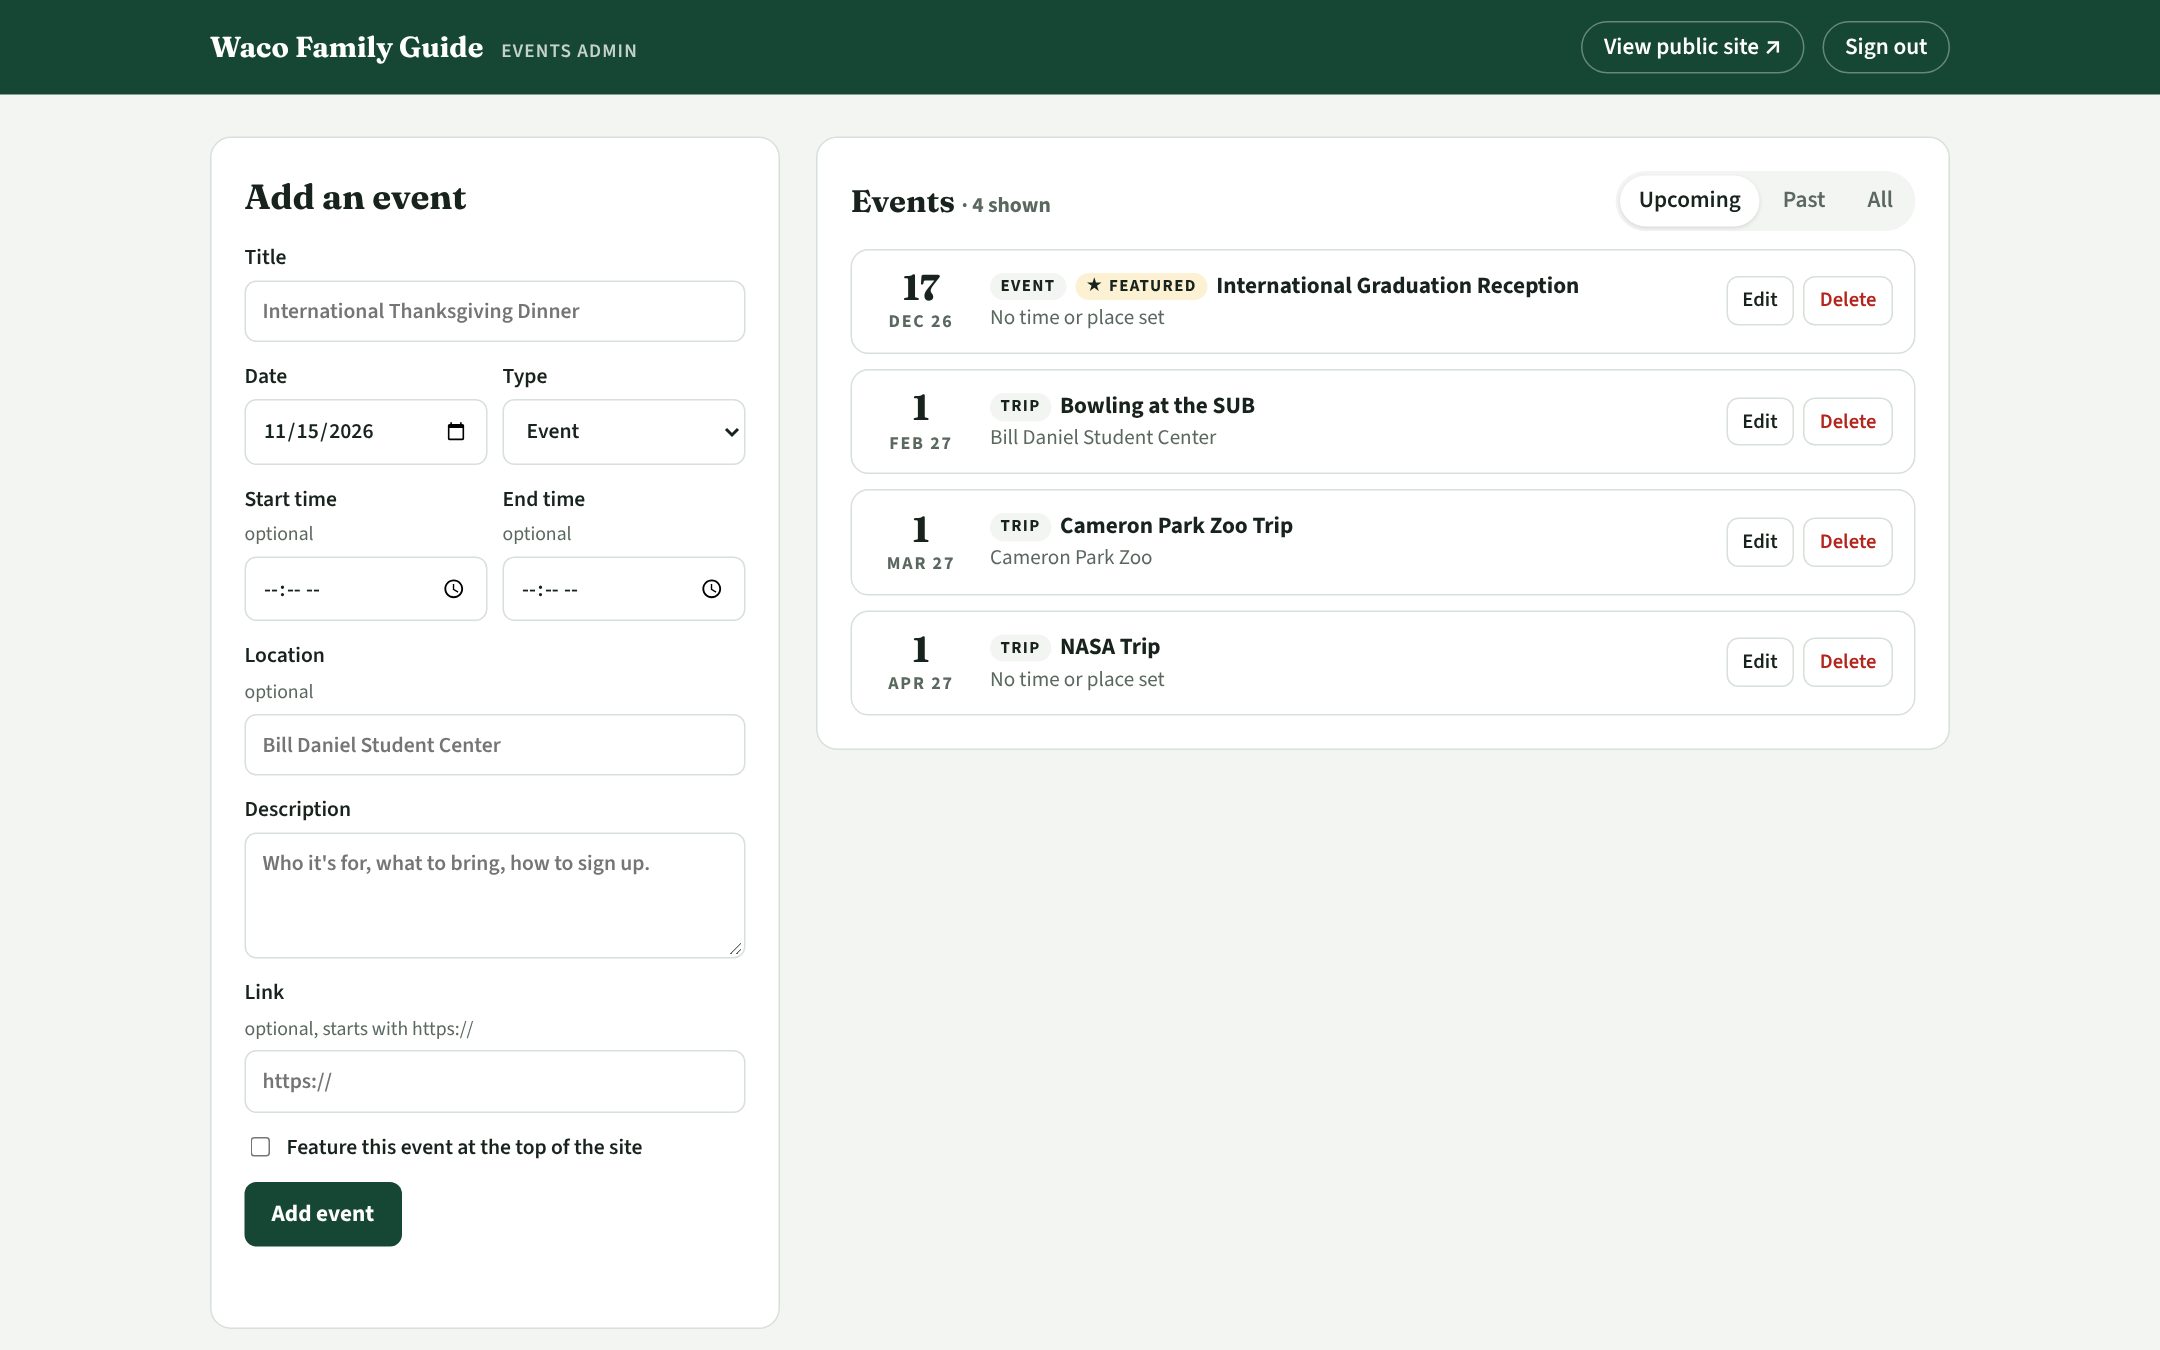 Waco Family Guide EVENTS ADMIN
View public site ↗
Sign out
Add an event
Title
International Thanksgiving Dinner
Date
Type
11/15/2026
Event
Start time
End time
optional
optional
--:-- --
--:-- --
Location
optional
Bill Daniel Student Center
Description
Who it's for, what to bring, how to sign up.
Link
optional, starts with https://
https://
Feature this event at the top of the site
Add event
Events · 4 shown
Upcoming
Past
All
17
DEC 26
EVENT ★ FEATURED International Graduation Reception
No time or place set
Edit
Delete
1
FEB 27
TRIP Bowling at the SUB
Bill Daniel Student Center
Edit
Delete
1
MAR 27
TRIP Cameron Park Zoo Trip
Cameron Park Zoo
Edit
Delete
1
APR 27
TRIP NASA Trip
No time or place set
Edit
Delete